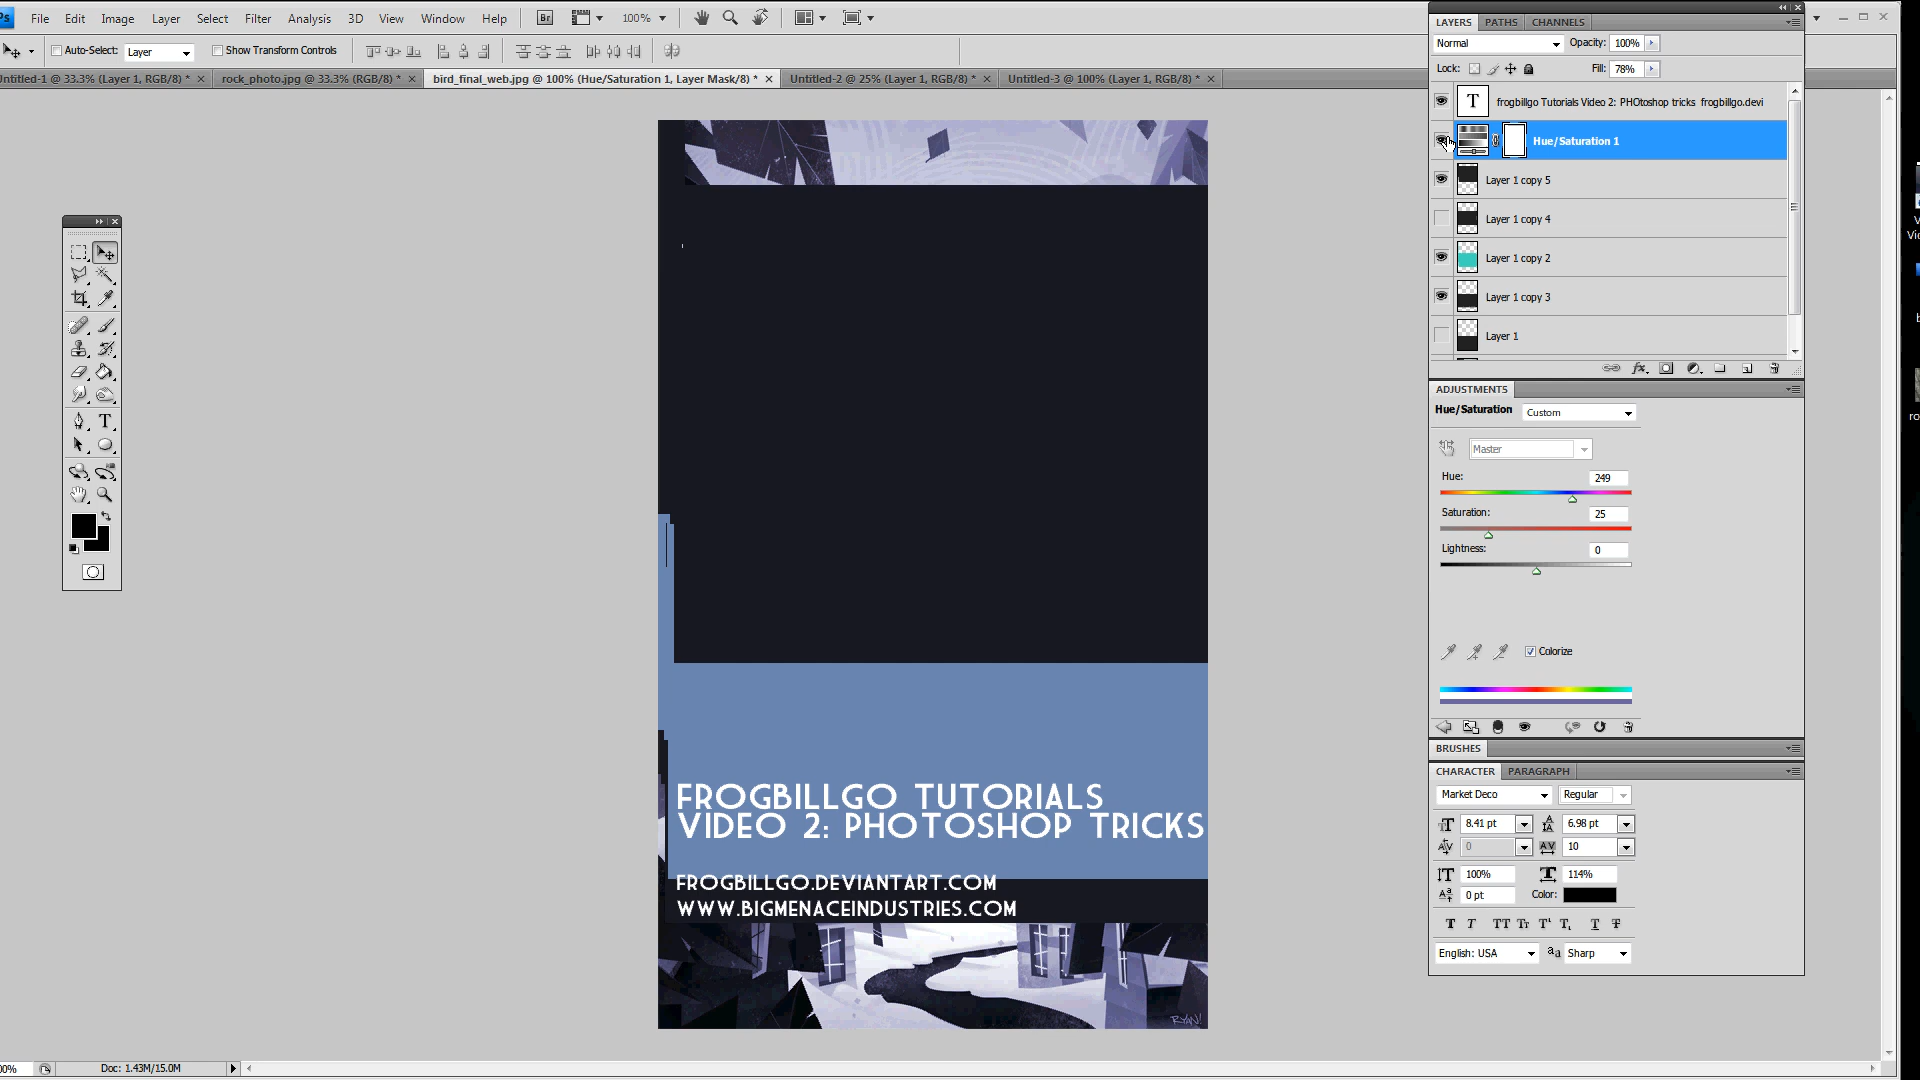 Ps File Edit Image Layer Select Filter Analysis 3D View Window Help Br 100%
Auto-Select: Layer Show Transform Controls
Untitled-1 @ 33.3% (Layer 1, RGB/8) * rock_photo.jpg @ 33.3% (RGB/8) * bird_final_web.jpg @ 100% (Hue/Saturation 1, Layer Mask/8) * Untitled-2 @ 25% (Layer 1, RGB/8) * Untitled-3 @ 100% (Layer 1, RGB/8) *
LAYERS PATHS CHANNELS
Normal Opacity: 100%
Lock: Fill: 78%
T frogbillgo Tutorials Video 2: PHOtoshop tricks frogbillgo.devi
Hue/Saturation 1
Layer 1 copy 5
Layer 1 copy 4
Layer 1 copy 2
Layer 1 copy 3
Layer 1
ADJUSTMENTS
Hue/Saturation Custom
Master
Hue: 249
Saturation: 25
Lightness: 0
Colorize
BRUSHES
CHARACTER PARAGRAPH
Market Deco Regular
8.41 pt 6.98 pt
0 10
100% 114%
0 pt Color:
T T TT Tr T' T, T T
English: USA aa Sharp
FROGBILLGO TUTORIALS
VIDEO 2: PHOTOSHOP TRICKS
FROGBILLGO.DEVIANTART.COM
WWW.BIGMENACEINDUSTRIES.COM
RYAN!
00% Doc: 1.43M/15.0M